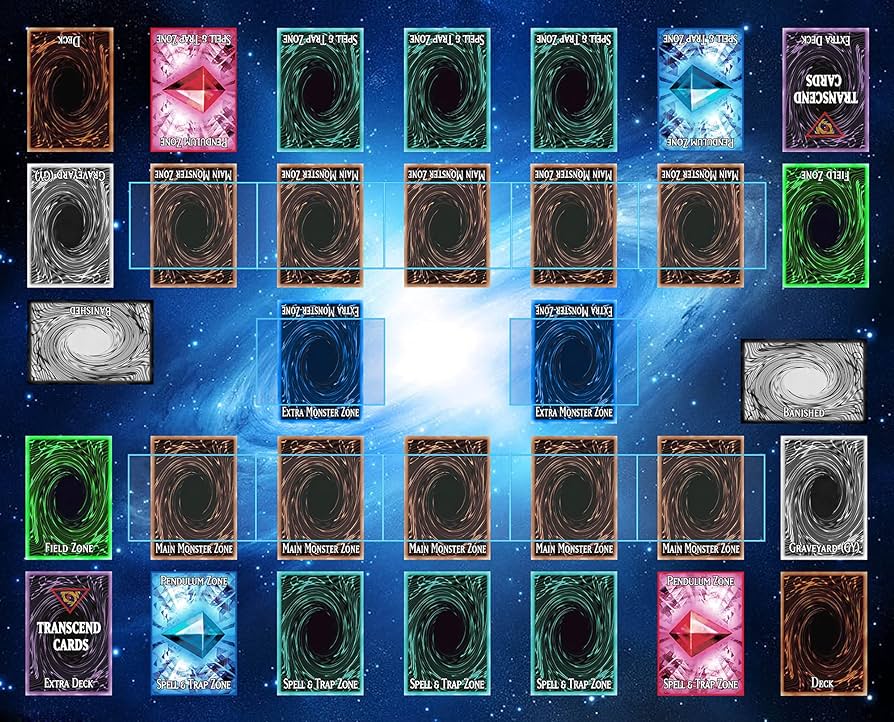 Deck
Spell & Trap Zone
Pendulum Zone
Spell & Trap Zone
Spell & Trap Zone
Spell & Trap Zone
Spell & Trap Zone
Pendulum Zone
Extra Deck
TRANSCEND
CARDS
Graveyard (GY)
Main Monster
Zone
Main Monster Zone
Main Monster Zone
Main Monster Zone
Main Monster
Zone
Field Zone
Banished
Extra Monster Zone
Extra Monster Zone
Extra Monster Zone
Extra Monster Zone
Banished
Field Zone
Main Monster Zone
Main Monster Zone
Main Monster Zone
Main Monster Zone
Main Monster Zone
Graveyard (GY)
TRANSCEND
CARDS
Extra Deck
Pendulum Zone
Spell & Trap Zone
Spell & Trap Zone
Spell & Trap Zone
Spell & Trap Zone
Pendulum Zone
Spell & Trap Zone
Deck